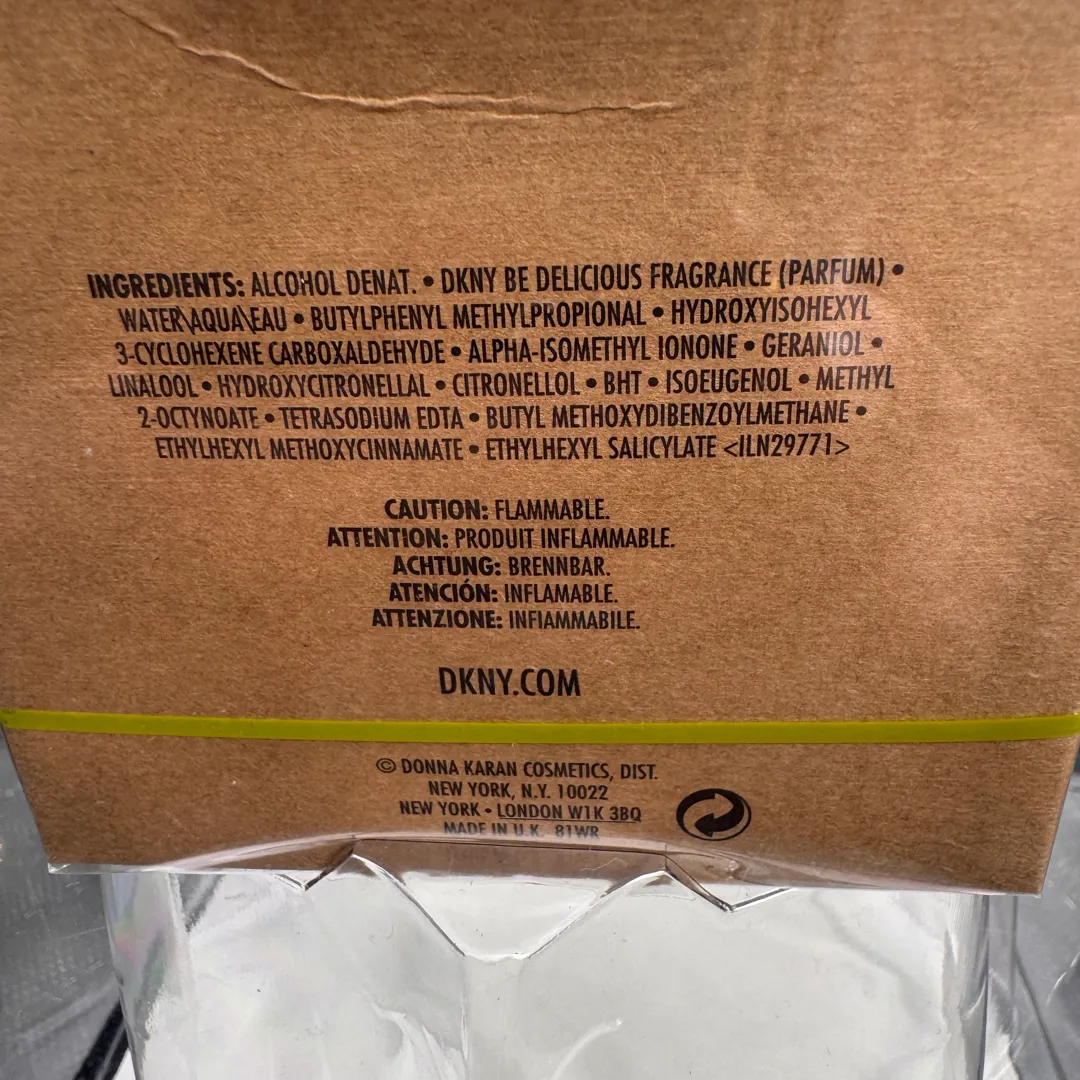 INGREDIENTS: ALCOHOL DENAT. • DKNY BE DELICIOUS FRAGRANCE (PARFUM) •
WATER\AQUA\EAU • BUTYLPHENYL METHYLPROPIONAL • HYDROXYISOHEXYL
3-CYCLOHEXENE CARBOXALDEHYDE • ALPHA-ISOMETHYL IONONE • GERANIOL •
LINALOOL • HYDROXYCITRONELLAL • CITRONELLOL • BHT • ISOEUGENOL • METHYL
2-OCTYNOATE • TETRASODIUM EDTA • BUTYL METHOXYDIBENZOYLMETHANE •
ETHYLHEXYL METHOXYCINNAMATE • ETHYLHEXYL SALICYLATE <ILN29771>
CAUTION: FLAMMABLE.
ATTENTION: PRODUIT INFLAMMABLE.
ACHTUNG: BRENNBAR.
ATENCIÓN: INFLAMABLE.
ATTENZIONE: INFIAMMABILE.
DKNY.COM
© DONNA KARAN COSMETICS, DIST.
NEW YORK, N.Y. 10022
NEW YORK • LONDON W1K 3BQ
MADE IN U.K. 81WR